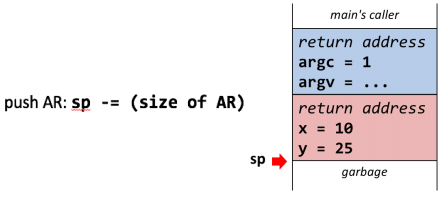 main's caller
return address
argc = 1
argv = ...
push AR: sp -= (size of AR)
return address
x = 10
y = 25
sp
garbage